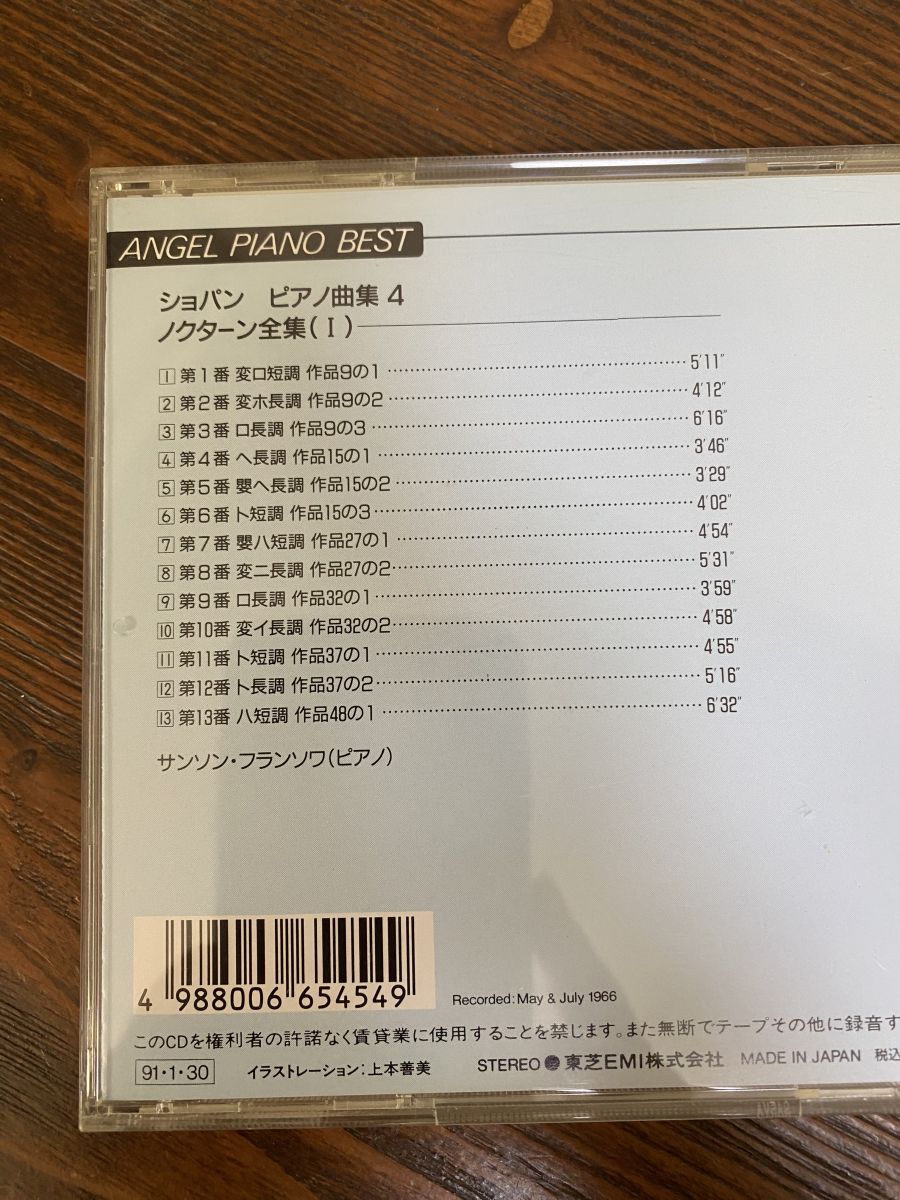 ANGEL PIANO BEST
ショパン ピアノ曲集 4
ノクターン全集(Ⅰ)
1 第1番 変ロ短調 作品9の1 5'11"
2 第2番 変ホ長調 作品9の2 4'12"
3 第3番 ロ長調 作品9の3 6'16"
4 第4番 ヘ長調 作品15の1 3'46"
5 第5番 嬰ヘ長調 作品15の2 3'29"
6 第6番 ト短調 作品15の3 4'02"
7 第7番 嬰ハ短調 作品27の1 4'54"
8 第8番 変ニ長調 作品27の2 5'31"
9 第9番 ロ長調 作品32の1 3'59"
10 第10番 変イ長調 作品32の2 4'58"
11 第11番 ト短調 作品37の1 4'55"
12 第12番 ト長調 作品37の2 5'16"
13 第13番 ハ短調 作品48の1 6'32"
サンソン・フランソワ(ピアノ)
4 988006 654549
Recorded: May & July 1966
このCDを権利者の許諾なく賃貸業に使用することを禁じます。また無断でテープその他に録音す
91・1・30 イラストレーション:上本善美 STEREO 東芝EMI株式会社 MADE IN JAPAN 税込